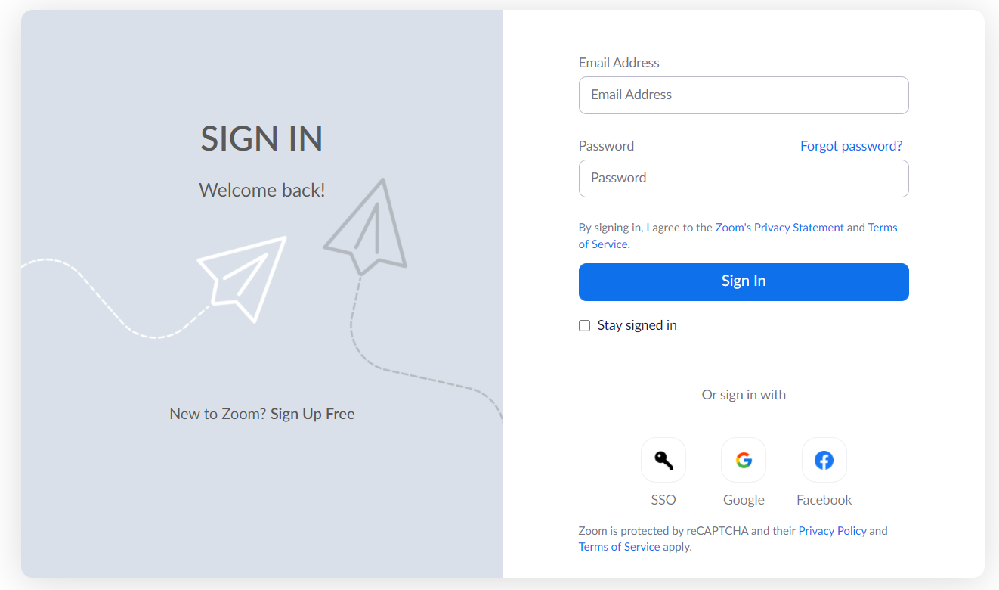 SIGN IN
Welcome back!
New to Zoom? Sign Up Free
Email Address
Email Address
Password Forgot password?
Password
By signing in, I agree to the Zoom's Privacy Statement and Terms
of Service.
Sign In
Stay signed in
Or sign in with
SSO Google Facebook
Zoom is protected by reCAPTCHA and their Privacy Policy and
Terms of Service apply.